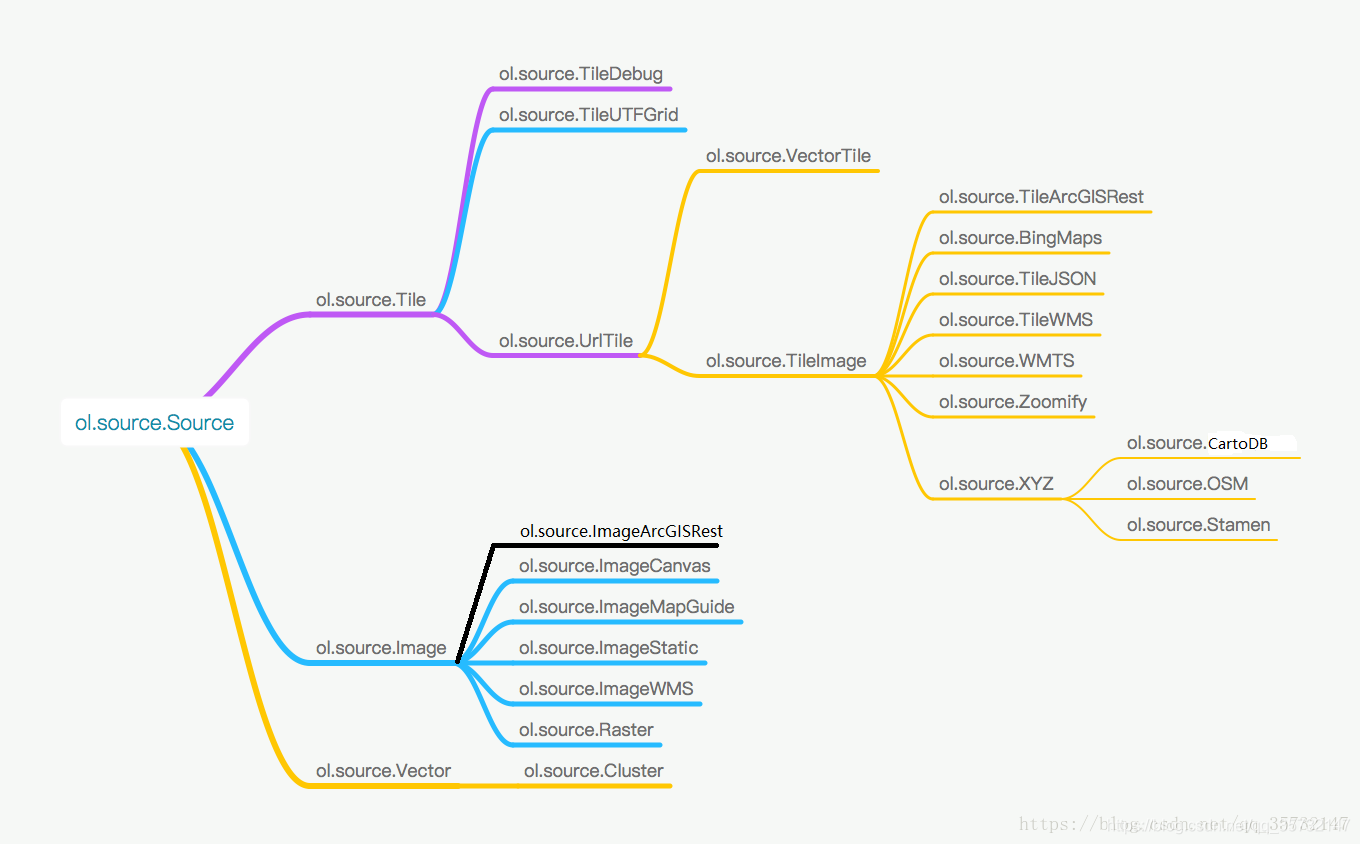 ol.source.TileDebug
ol.source.TileUTFGrid
ol.source.VectorTile
ol.source.TileArcGISRest
ol.source.BingMaps
ol.source.TileJSON
ol.source.Tile
ol.source.TileWMS
ol.source.UrlTile
ol.source.TileImage
ol.source.WMTS
ol.source.Zoomify
ol.source.Source
ol.source.CartoDB
ol.source.XYZ
ol.source.OSM
ol.source.Stamen
ol.source.ImageArcGISRest
ol.source.ImageCanvas
ol.source.ImageMapGuide
ol.source.Image
ol.source.ImageStatic
ol.source.ImageWMS
ol.source.Raster
ol.source.Vector
ol.source.Cluster
https://blog.csdn.net/qq_35732147